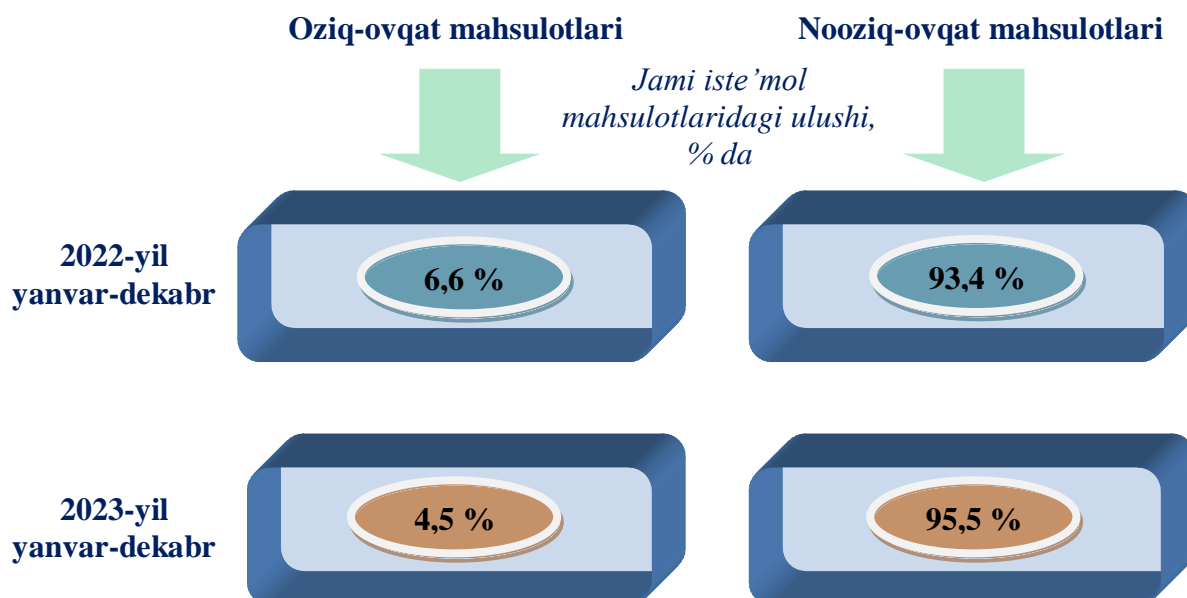 Oziq-ovqat mahsulotlari
Nooziq-ovqat mahsulotlari
Jami iste’mol
mahsulotlaridagi ulushi,
% da
2022-yil
yanvar-dekabr
6,6 %
93,4 %
2023-yil
yanvar-dekabr
4,5 %
95,5 %